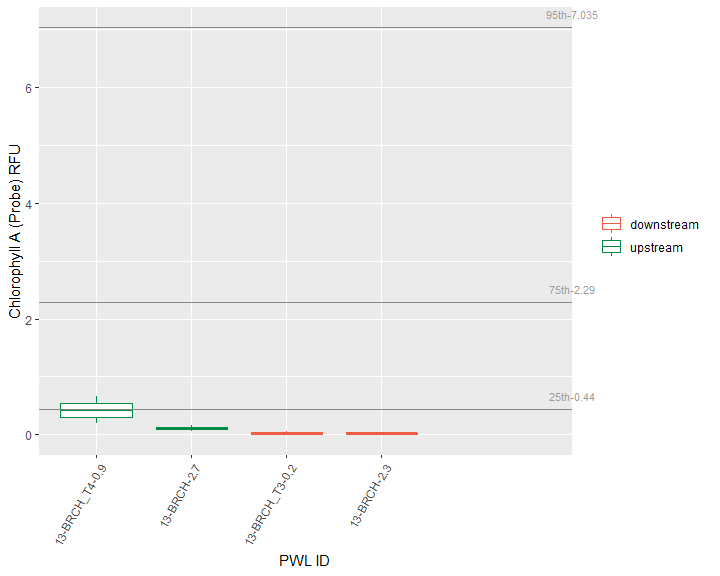 95th-7.035
6
4
75th-2.29
2
25th-0.44
0
Chlorophyll A (Probe) RFU
13-BRCH_T4-0.9
13-BRCH-2.7
13-BRCH_T3-0.2
13-BRCH-2.3
PWL ID
downstream
upstream